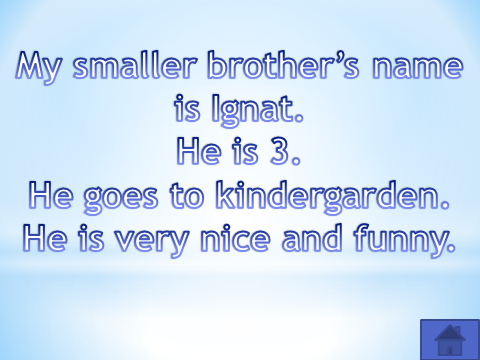 My smaller brother’s name
is Ignat.
He is 3.
He goes to kindergarden.
He is very nice and funny.